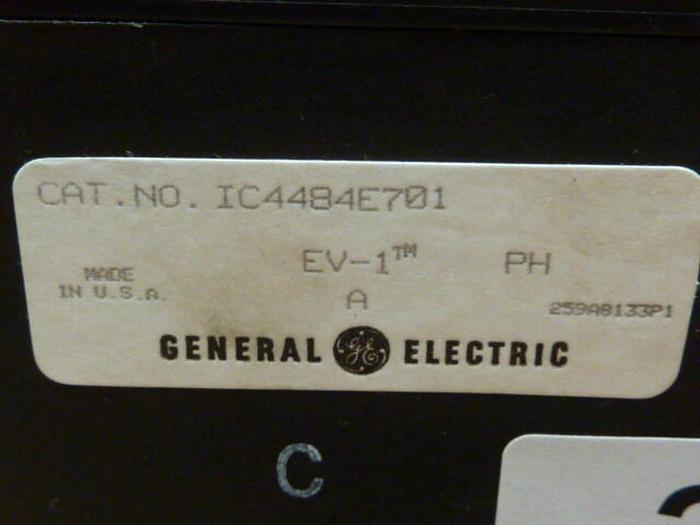 CAT.NO. IC4484E701
EV-1™ PH
MADE
IN U.S.A.
A
259A8133P1
GENERAL GE ELECTRIC
C